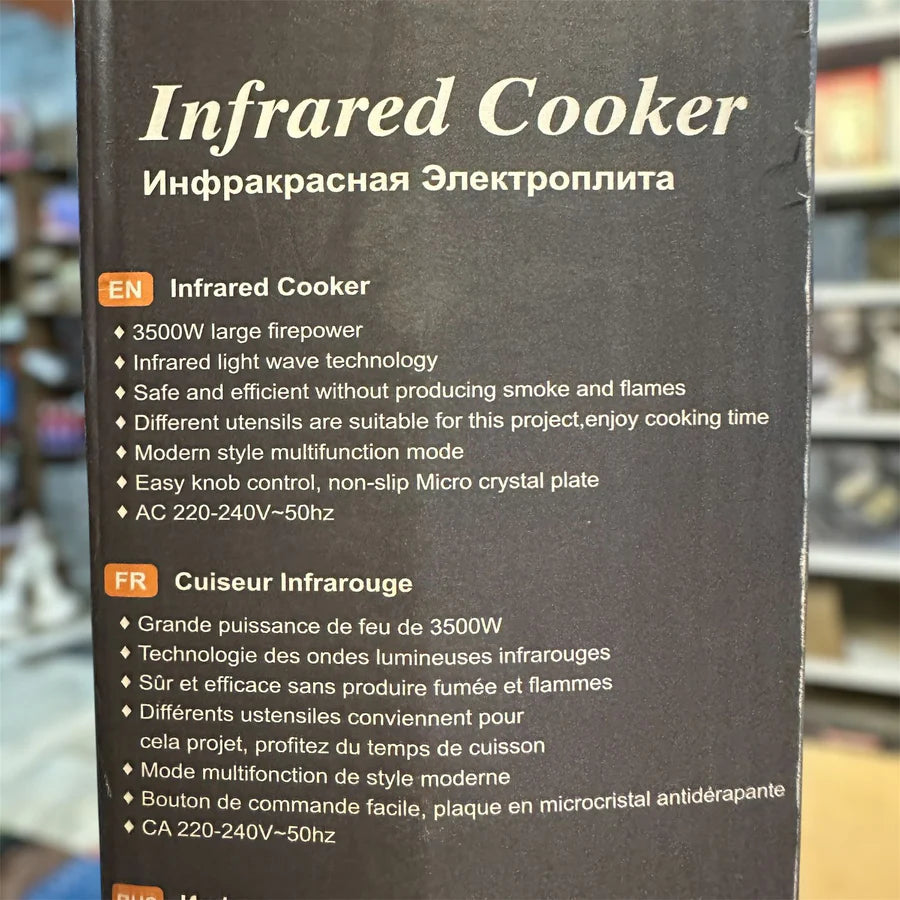 Infrared Cooker
Инфракрасная Электроплита
EN Infrared Cooker
♦ 3500W large firepower
♦ Infrared light wave technology
♦ Safe and efficient without producing smoke and flames
♦ Different utensils are suitable for this project,enjoy cooking time
♦ Modern style multifunction mode
♦ Easy knob control, non-slip Micro crystal plate
♦ AC 220-240V~50hz
FR Cuiseur Infrarouge
♦ Grande puissance de feu de 3500W
♦ Technologie des ondes lumineuses infrarouges
♦ Sûr et efficace sans produire fumée et flammes
♦ Différents ustensiles conviennent pour
cela projet, profitez du temps de cuisson
♦ Mode multifonction de style moderne
♦ Bouton de commande facile, plaque en microcristal antidérapante
♦ CA 220-240V~50hz